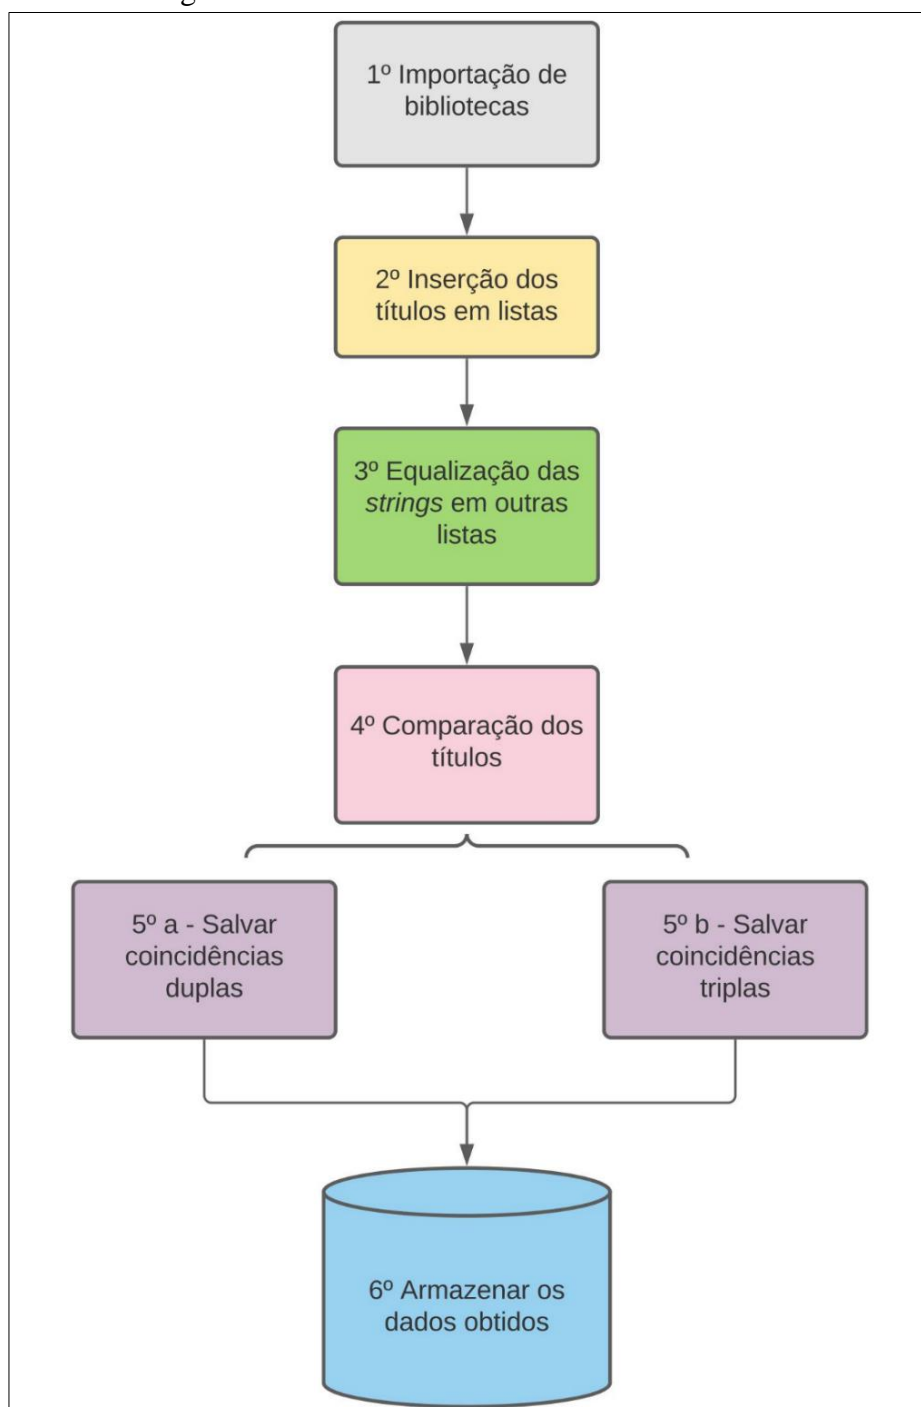 1º Importação de
bibliotecas
2º Inserção dos
títulos em listas
3º Equalização das
strings em outras
listas
4º Comparação dos
títulos
5º a - Salvar
coincidências
duplas
5º b - Salvar
coincidências
triplas
6º Armazenar os
dados obtidos